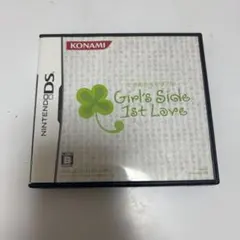 KONAMI
NINTENDO DS
Girl's Side
1st Love
B